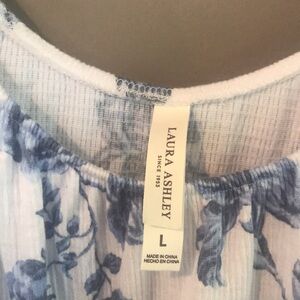 LAURA ASHLEY
SINCE 1953
L
MADE IN CHINA
HECHO EN CHINA